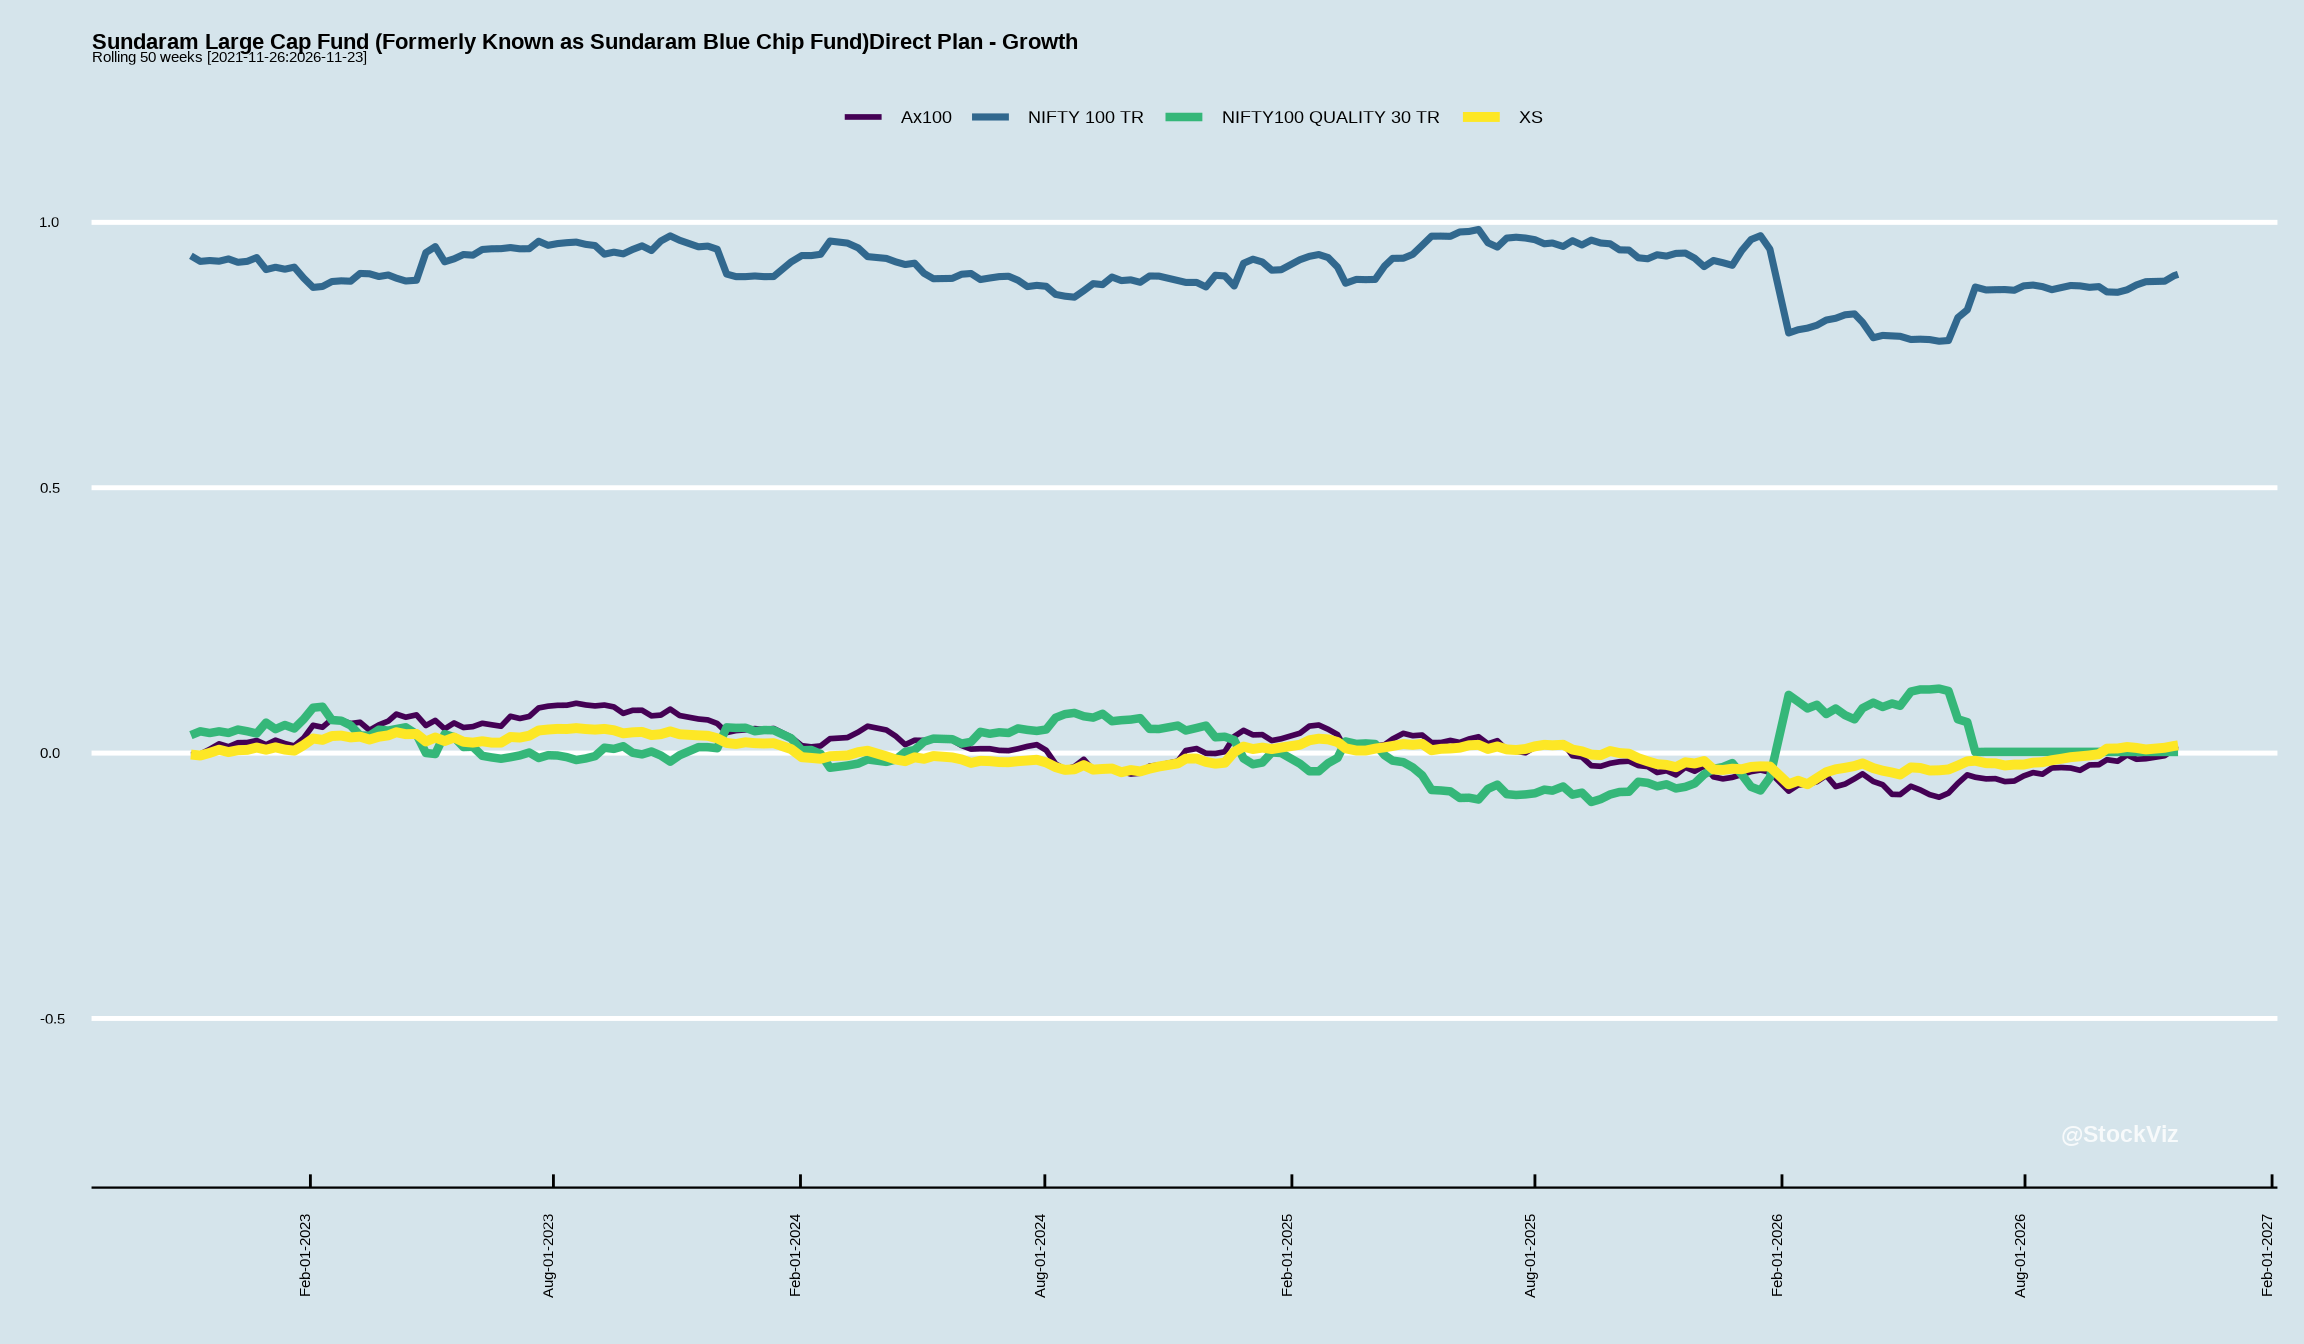 Sundaram Large Cap Fund (Formerly Known as Sundaram Blue Chip Fund)Direct Plan - Growth
Rolling 50 weeks [2021-11-26:2026-11-23]
Ax100 NIFTY 100 TR NIFTY100 QUALITY 30 TR XS
1.0
0.5
0.0
-0.5
@StockViz
Feb-01-2023
Aug-01-2023
Feb-01-2024
Aug-01-2024
Feb-01-2025
Aug-01-2025
Feb-01-2026
Aug-01-2026
Feb-01-2027